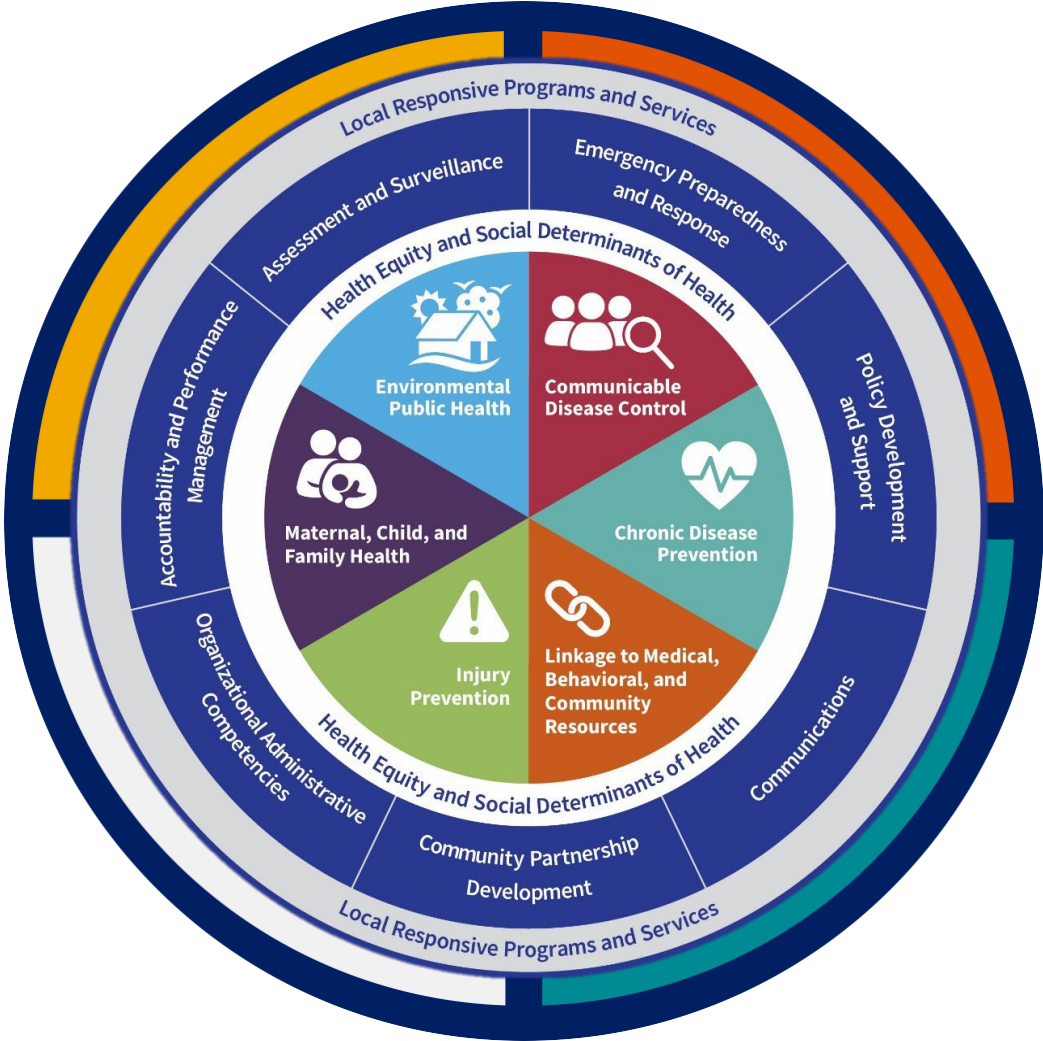 Local Responsive Programs and Services
Assessment and Surveillance
Emergency Preparedness
and Response
Accountability and Performance
Management
Policy Development
and Support
Organizational Administrative
Competencies
Communications
Community Partnership
Development
Health Equity and Social Determinants of Health
Environmental
Public Health
Communicable
Disease Control
Maternal, Child, and
Family Health
Chronic Disease
Prevention
Injury
Prevention
Linkage to Medical,
Behavioral, and
Community
Resources
Health Equity and Social Determinants of Health
Local Responsive Programs and Services